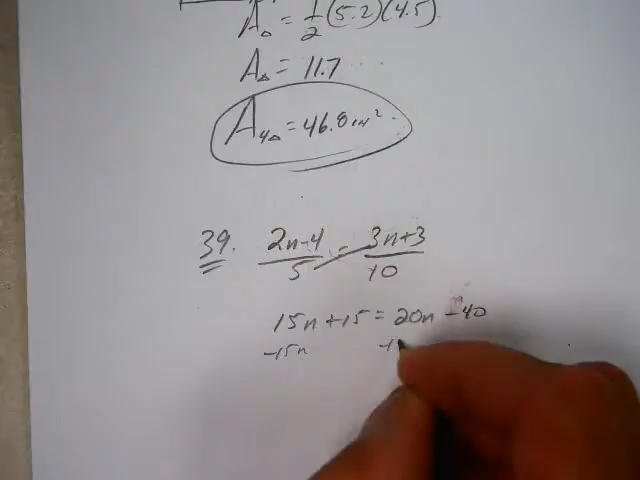 A△ = 1/2 (5.2)(4.5)
A△ = 11.7
A4△ = 46.8 in².
39. 2n-4/5 = 3n+3/10
15n + 15 = 20n - 40
-15n -1